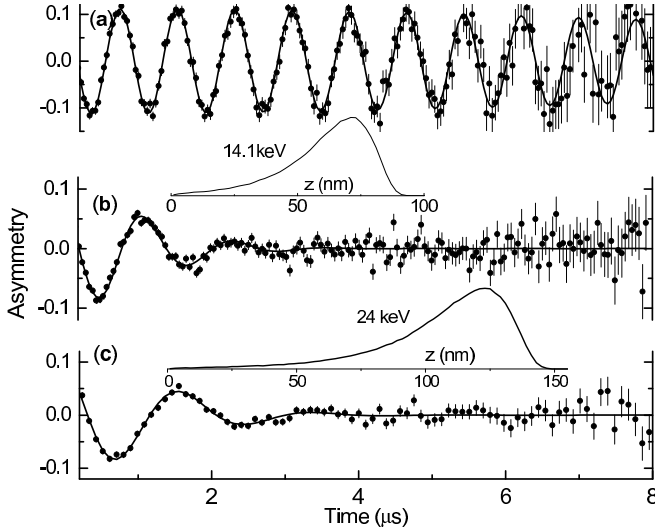 0.1
(a)
0.0
-0.1
14.1keV
z (nm)
0 50 100
0.1
(b)
0.0
-0.1
Asymmetry
24 keV
z (nm)
0 50 100 150
0.1
(c)
0.0
-0.1
2 4 6 8
Time (μs)